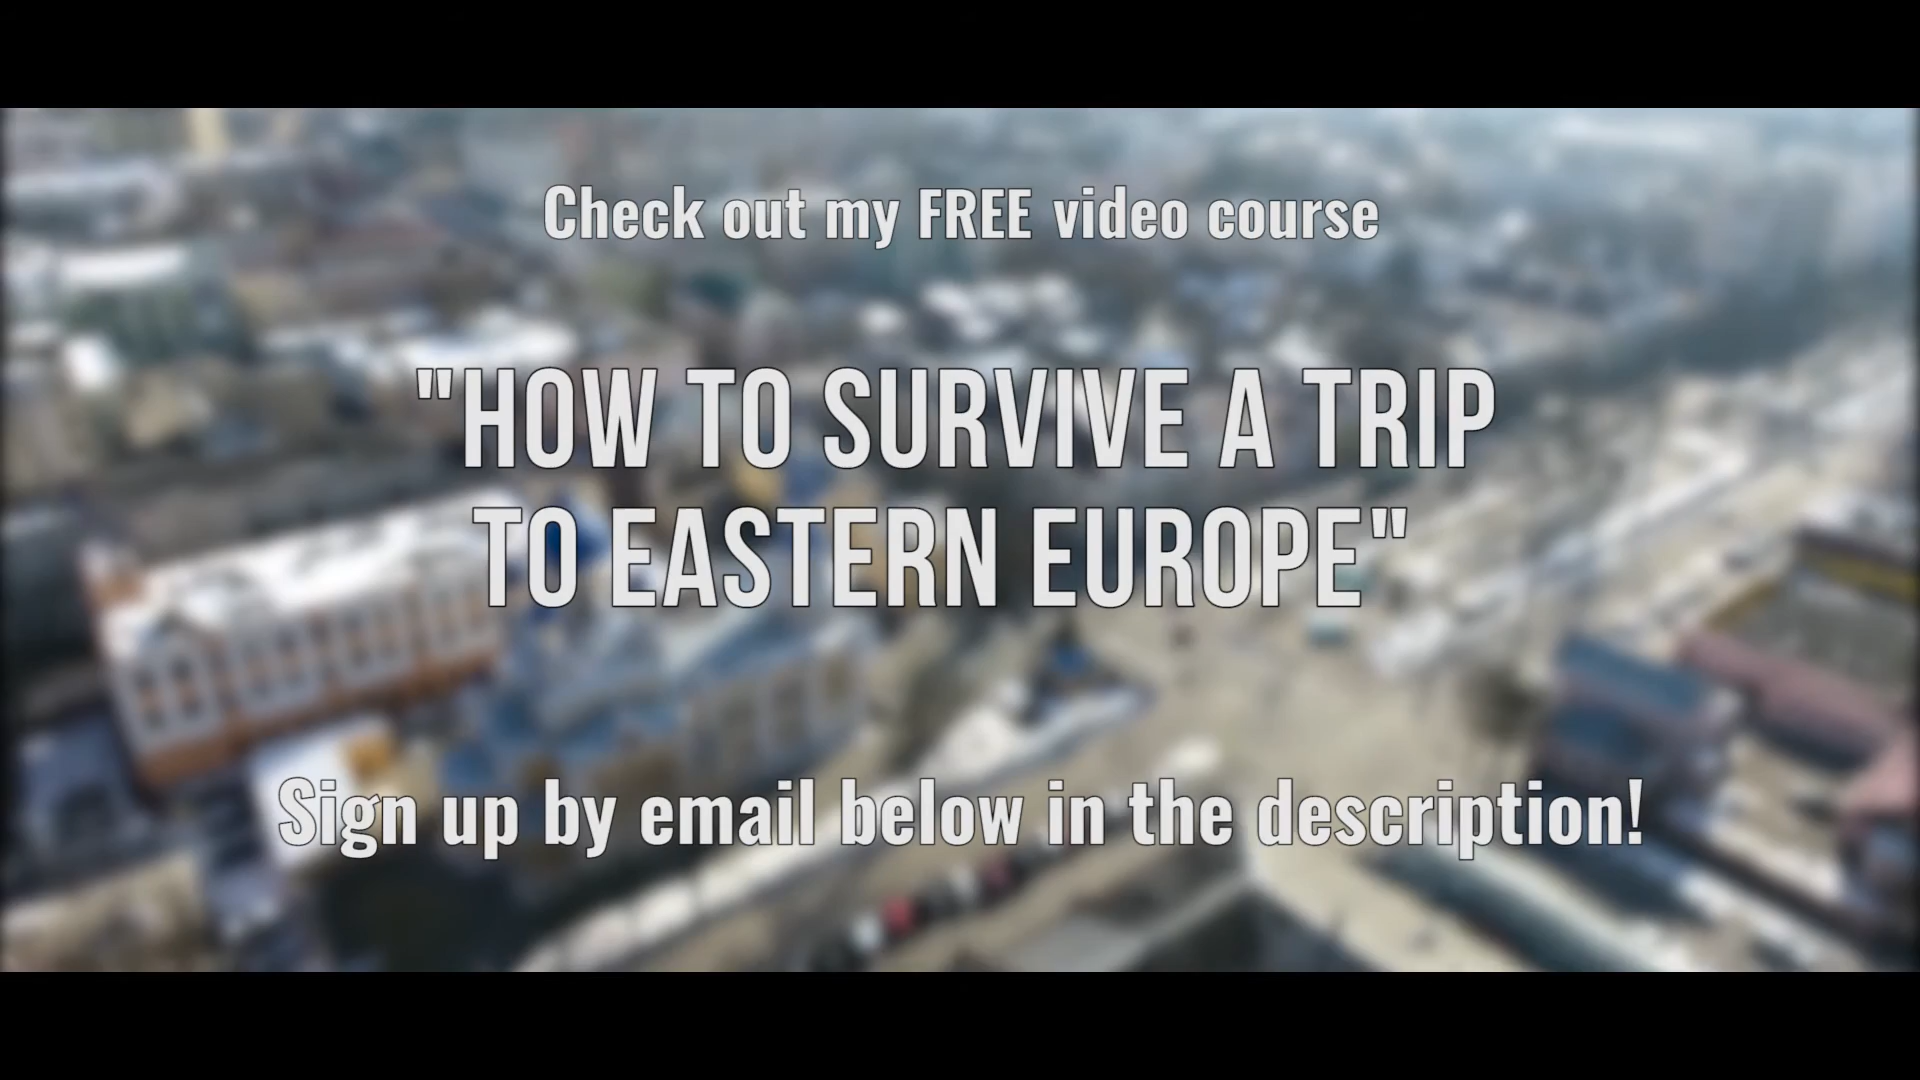 Check out my FREE video course
"HOW TO SURVIVE A TRIP
TO EASTERN EUROPE"
Sign up by email below in the description!